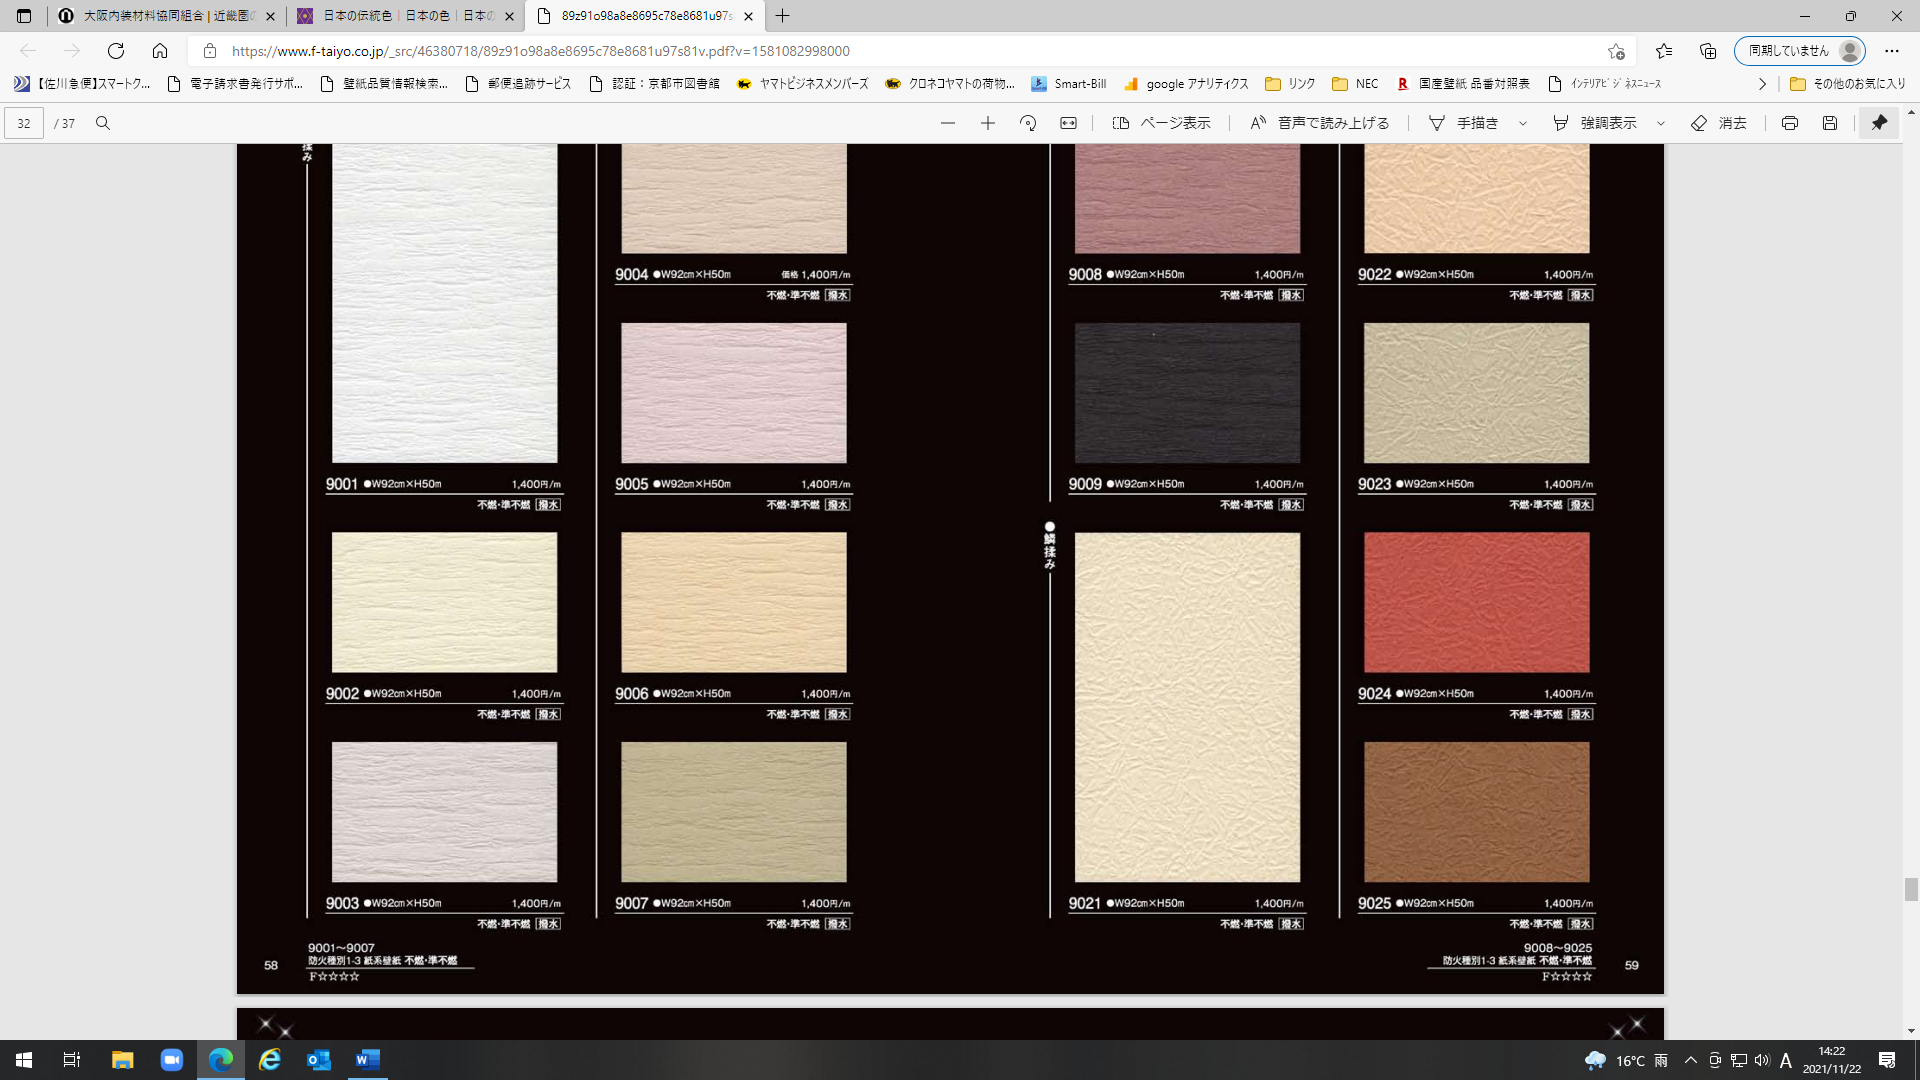 大阪内装材料協同組合 | 近畿圏の
日本の伝統色｜日本の色｜日本の
89z91o98a8e8695c78e8681u97s
https://www.f-taiyo.co.jp/_src/46380718/89z91o98a8e8695c78e8681u97s81v.pdf?v=1581082998000
同期していません
【佐川急便】スマートク...
電子請求書発行サポ...
壁紙品質情報検索...
郵便追跡サービス
認証：京都市図書館
ヤマトビジネスメンバーズ
クロネコヤマトの荷物...
Smart-Bill
google アナリティクス
リンク
NEC
国産壁紙 品番対照表
ｲﾝﾃﾘｱﾋﾞｼﾞﾈｽﾆｭｰｽ
その他のお気に入り
32 / 37
ページ表示
音声で読み上げる
手描き
強調表示
消去
揉み
9004 ●W92cm×H50m 価格 1,400円/m
不燃・準不燃 撥水
9008 ●W92cm×H50m 1,400円/m
不燃・準不燃 撥水
9022 ●W92cm×H50m 1,400円/m
不燃・準不燃 撥水
9001 ●W92cm×H50m 1,400円/m
不燃・準不燃 撥水
9005 ●W92cm×H50m 1,400円/m
不燃・準不燃 撥水
9009 ●W92cm×H50m 1,400円/m
不燃・準不燃 撥水
9023 ●W92cm×H50m 1,400円/m
不燃・準不燃 撥水
●鱗揉み
9002 ●W92cm×H50m 1,400円/m
不燃・準不燃 撥水
9006 ●W92cm×H50m 1,400円/m
不燃・準不燃 撥水
9024 ●W92cm×H50m 1,400円/m
不燃・準不燃 撥水
9003 ●W92cm×H50m 1,400円/m
不燃・準不燃 撥水
9007 ●W92cm×H50m 1,400円/m
不燃・準不燃 撥水
9021 ●W92cm×H50m 1,400円/m
不燃・準不燃 撥水
9025 ●W92cm×H50m 1,400円/m
不燃・準不燃 撥水
58
9001～9007
防火種別1-3 紙系壁紙 不燃・準不燃
F☆☆☆☆
9008～9025
防火種別1-3 紙系壁紙 不燃・準不燃
F☆☆☆☆
59
16°C 雨
A
14:22
2021/11/22